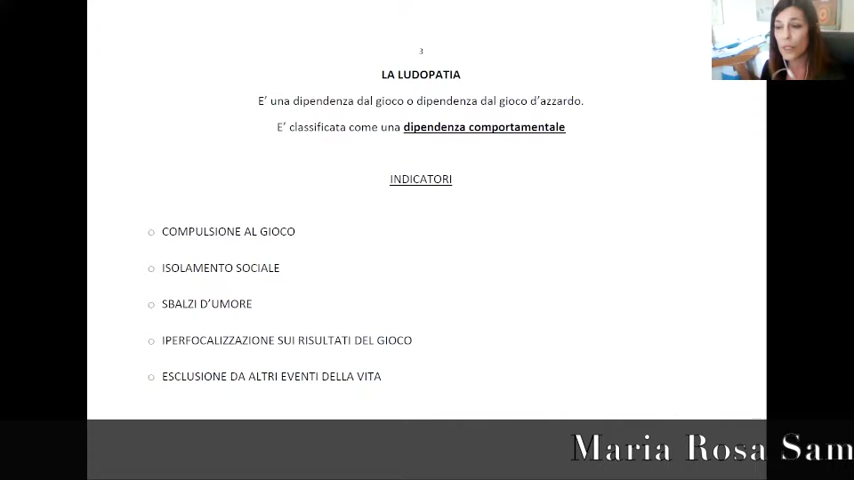 3
LA LUDOPATIA
E' una dipendenza dal gioco o dipendenza dal gioco d'azzardo.
E' classificata come una dipendenza comportamentale
INDICATORI
○ COMPULSIONE AL GIOCO
○ ISOLAMENTO SOCIALE
○ SBALZI D'UMORE
○ IPERFOCALIZZAZIONE SUI RISULTATI DEL GIOCO
○ ESCLUSIONE DA ALTRI EVENTI DELLA VITA
Maria Rosa Sam